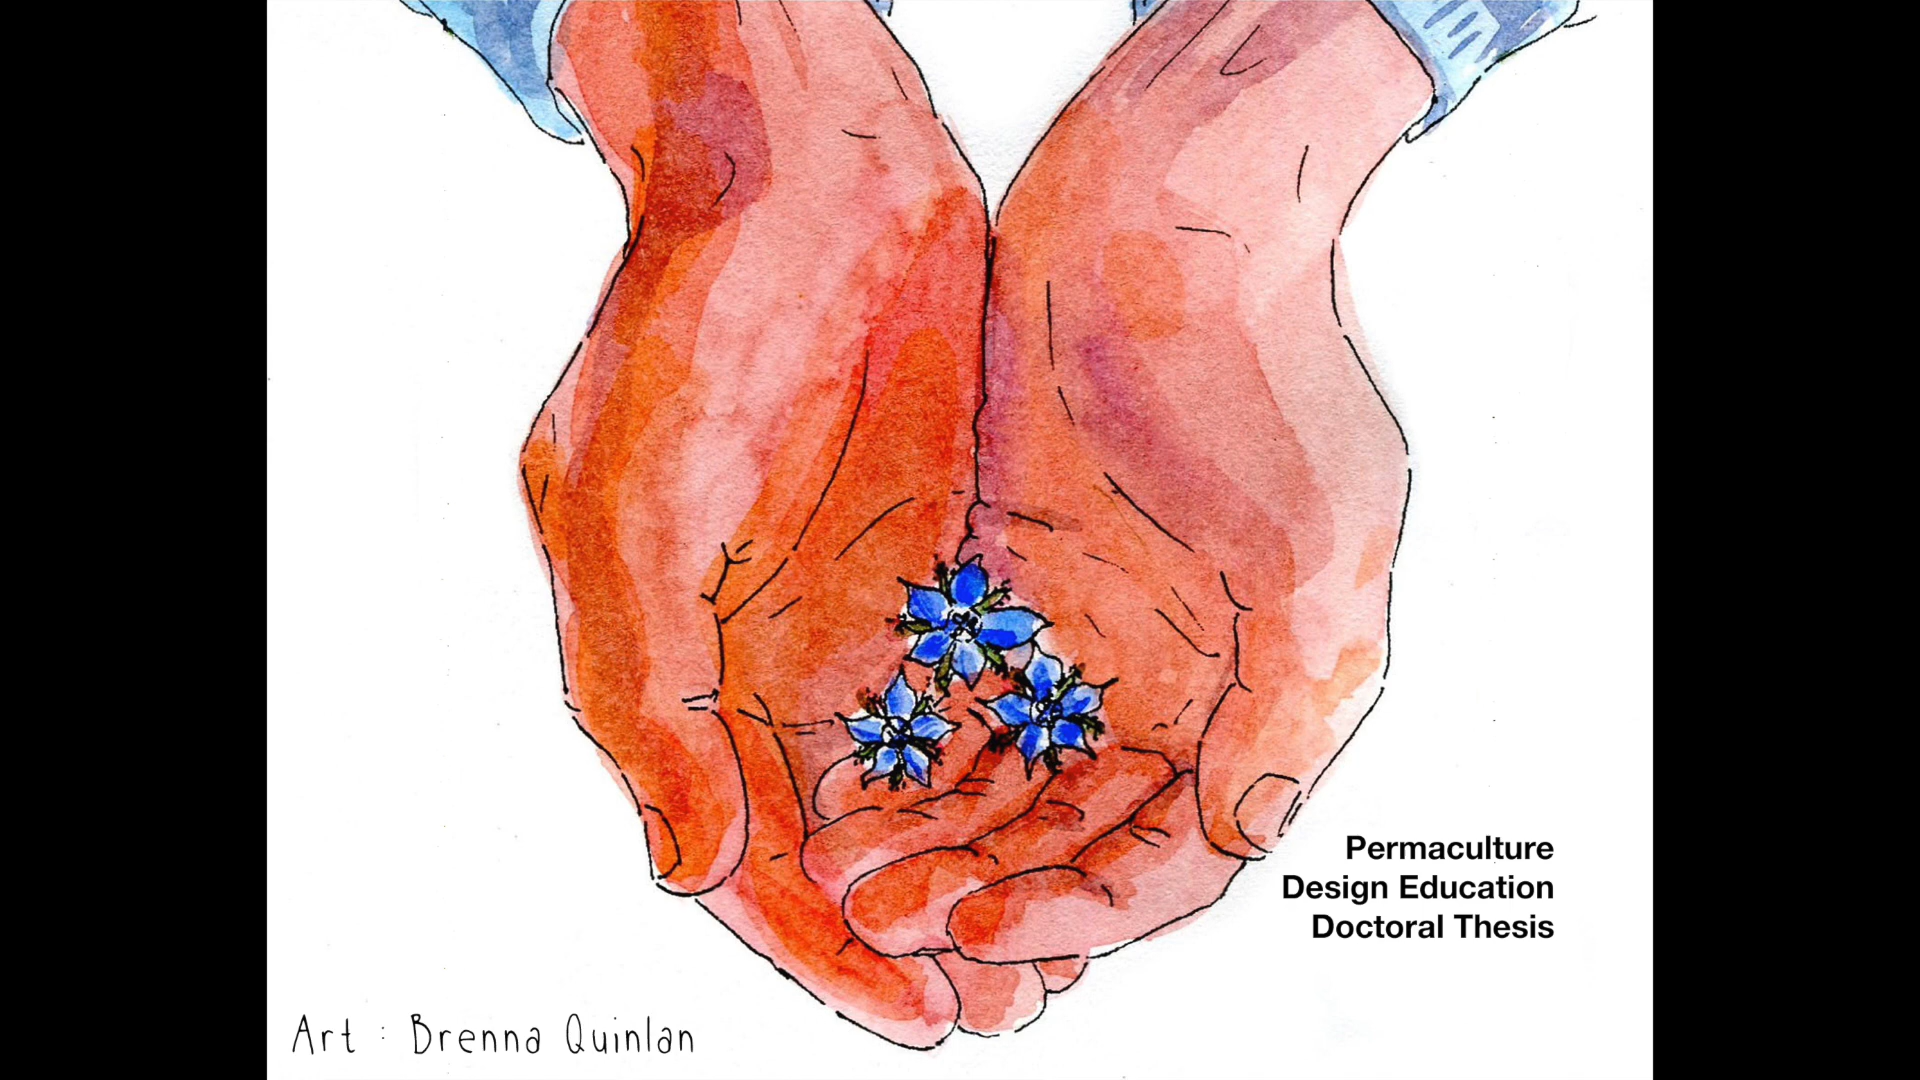 Permaculture
Design Education
Doctoral Thesis
Art : Brenna Quinlan